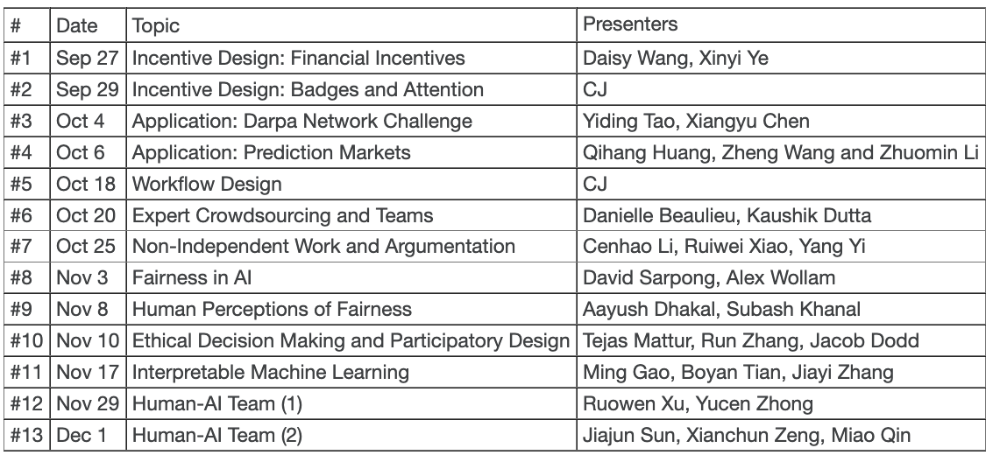 # Date Topic Presenters
#1 Sep 27 Incentive Design: Financial Incentives Daisy Wang, Xinyi Ye
#2 Sep 29 Incentive Design: Badges and Attention CJ
#3 Oct 4 Application: Darpa Network Challenge Yiding Tao, Xiangyu Chen
#4 Oct 6 Application: Prediction Markets Qihang Huang, Zheng Wang and Zhuomin Li
#5 Oct 18 Workflow Design CJ
#6 Oct 20 Expert Crowdsourcing and Teams Danielle Beaulieu, Kaushik Dutta
#7 Oct 25 Non-Independent Work and Argumentation Cenhao Li, Ruiwei Xiao, Yang Yi
#8 Nov 3 Fairness in AI David Sarpong, Alex Wollam
#9 Nov 8 Human Perceptions of Fairness Aayush Dhakal, Subash Khanal
#10 Nov 10 Ethical Decision Making and Participatory Design Tejas Mattur, Run Zhang, Jacob Dodd
#11 Nov 17 Interpretable Machine Learning Ming Gao, Boyan Tian, Jiayi Zhang
#12 Nov 29 Human-AI Team (1) Ruowen Xu, Yucen Zhong
#13 Dec 1 Human-AI Team (2) Jiajun Sun, Xianchun Zeng, Miao Qin